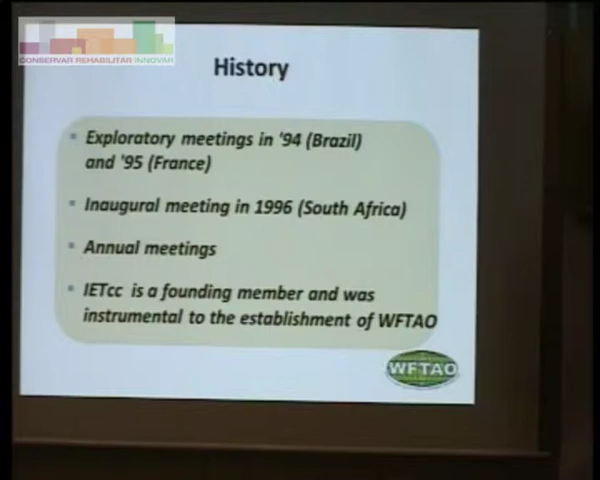 CONSERVAR REHABILITAR INNOVAR
History
Exploratory meetings in '94 (Brazil)
and '95 (France)
Inaugural meeting in 1996 (South Africa)
Annual meetings
IETcc is a founding member and was
instrumental to the establishment of WFTAO
WFTAO